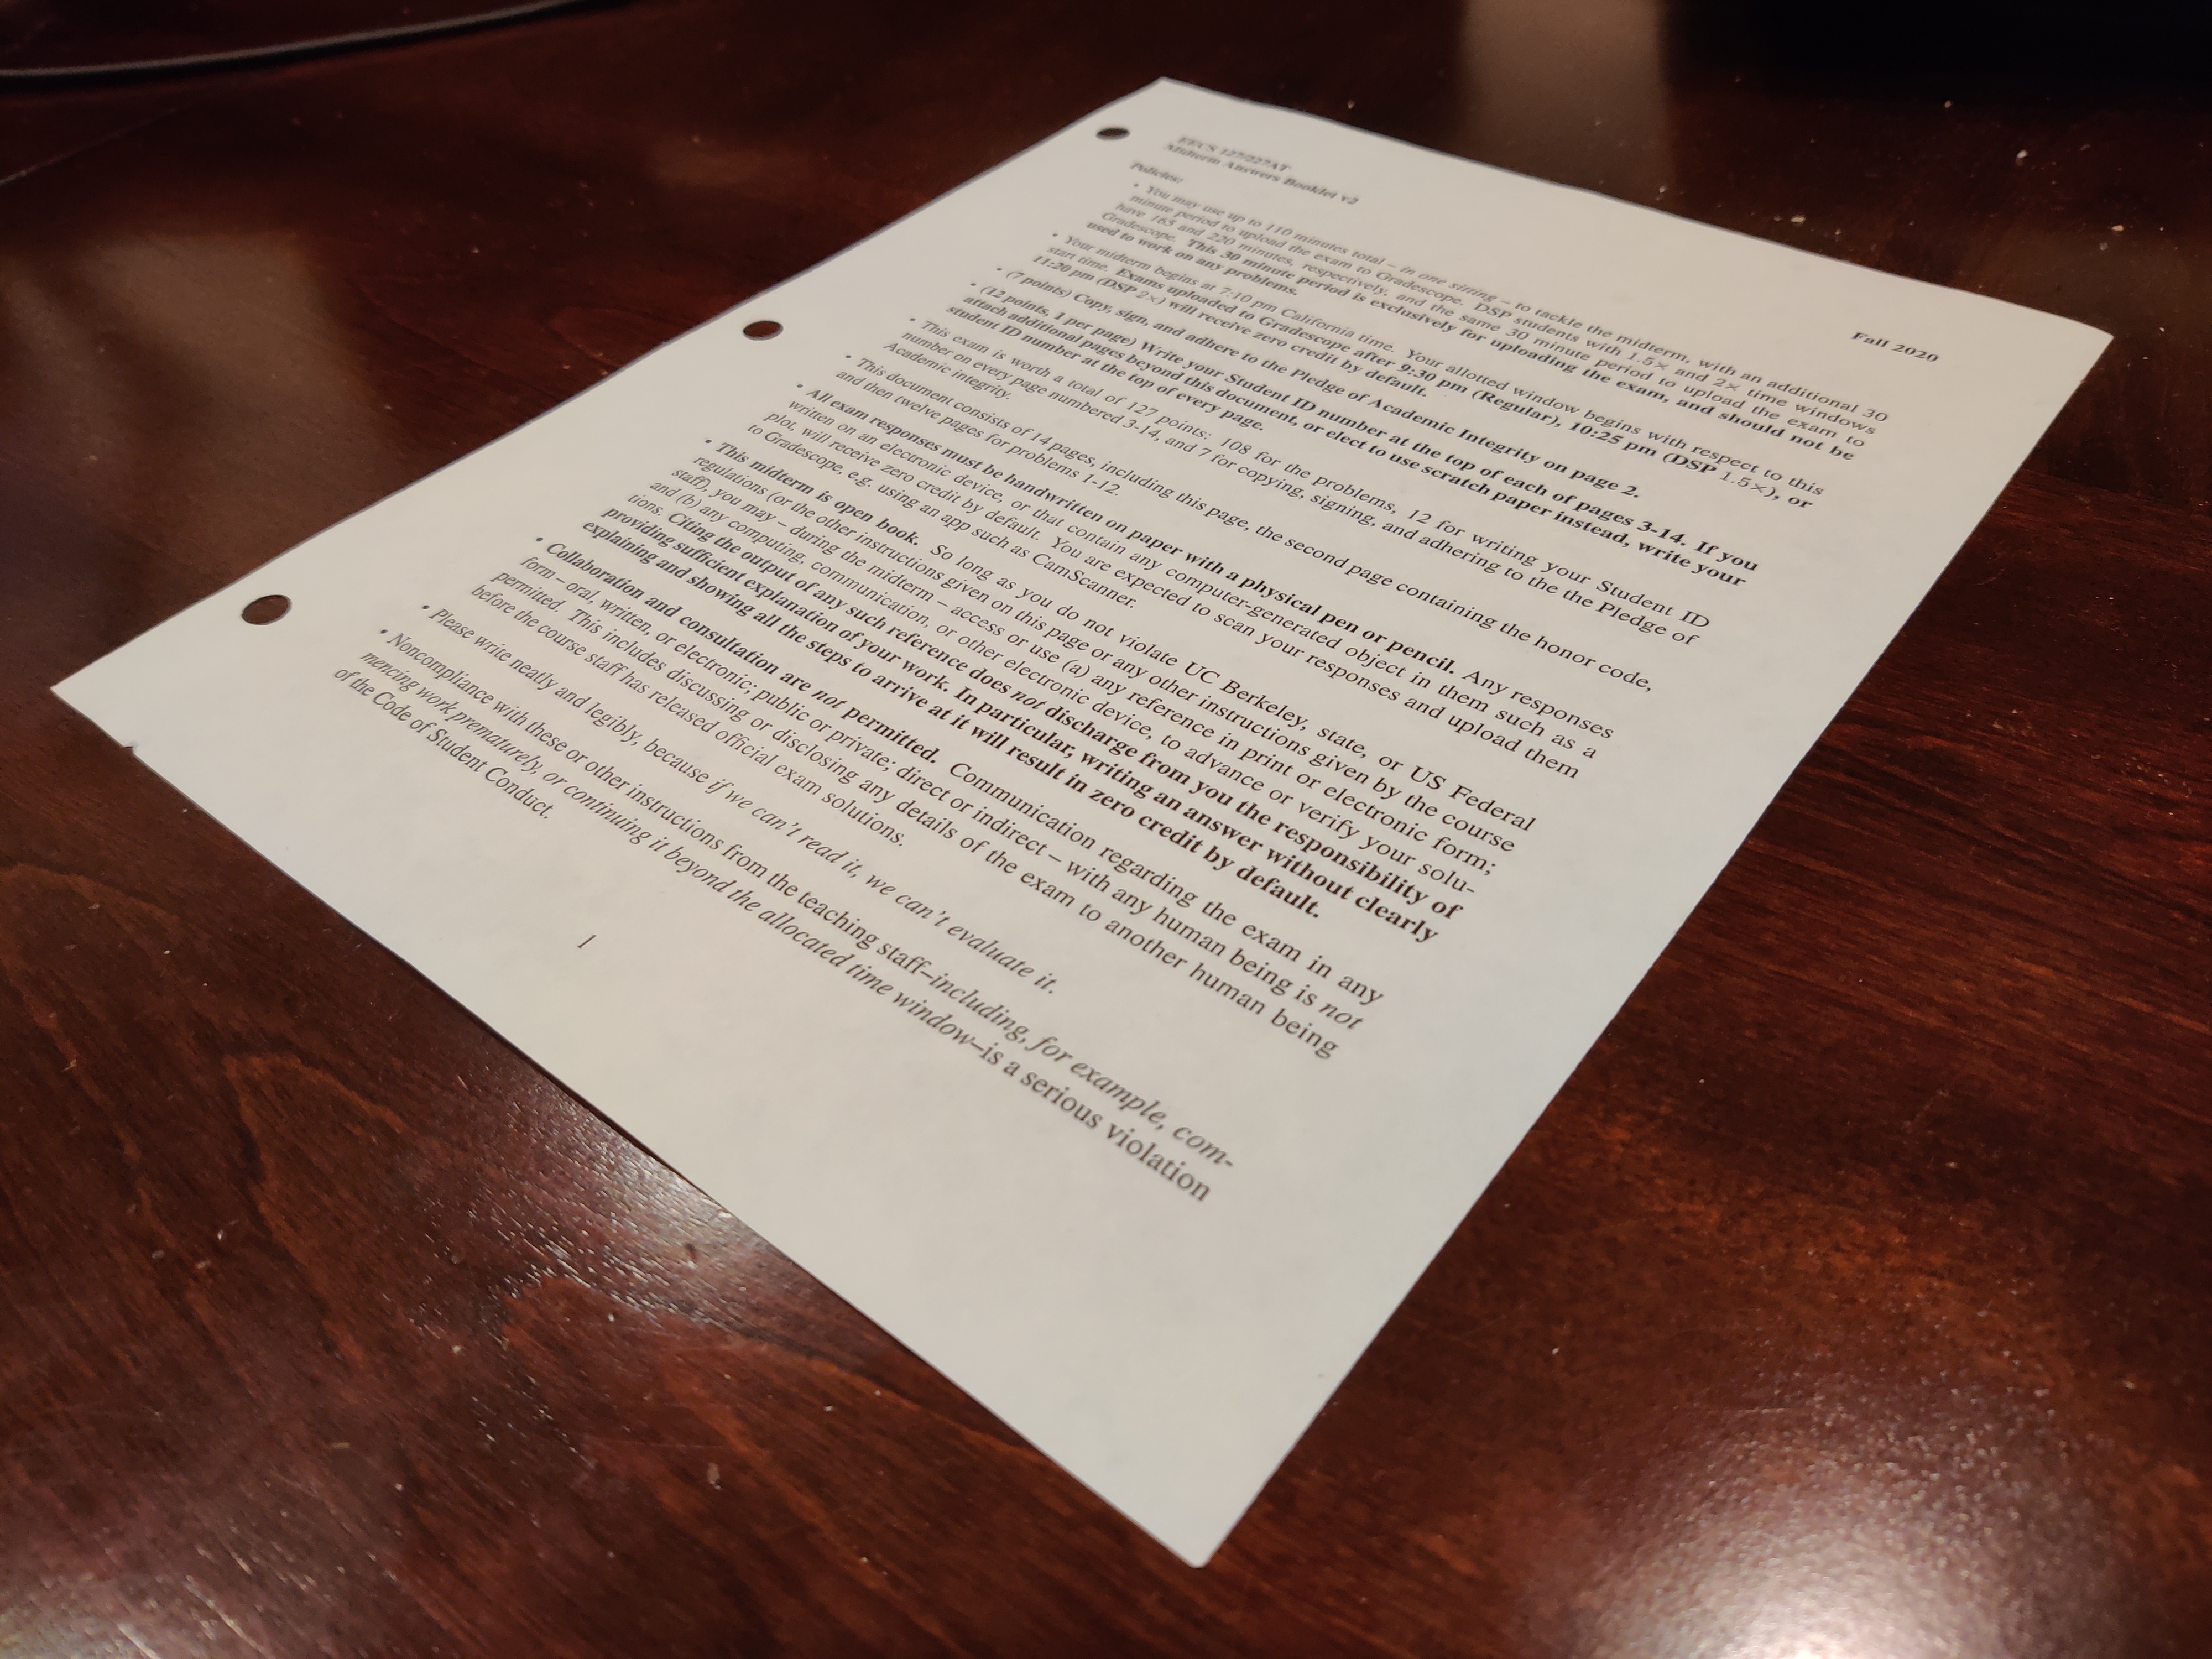 EECS 127/227AT
Fall 2020
Midterm Answers Booklet v2
Policies:
• You may use up to 110 minutes total – in one sitting – to tackle the midterm, with an additional 30
minute period to upload the exam to Gradescope. DSP students with 1.5× and 2× time windows
have 165 and 220 minutes, respectively, and the same 30 minute period to upload the exam to
Gradescope. This 30 minute period is exclusively for uploading the exam, and should not be
used to work on any problems.
• Your midterm begins at 7:10 pm California time. Your allotted window begins with respect to this
start time. Exams uploaded to Gradescope after 9:30 pm (Regular), 10:25 pm (DSP 1.5×), or
11:20 pm (DSP 2×) will receive zero credit by default.
• (7 points) Copy, sign, and adhere to the Pledge of Academic Integrity on page 2.
• (12 points, 1 per page) Write your Student ID number at the top of each of pages 3-14. If you
attach additional pages beyond this document, or elect to use scratch paper instead, write your
student ID number at the top of every page.
• This exam is worth a total of 127 points: 108 for the problems, 12 for writing your Student ID
number on every page numbered 3-14, and 7 for copying, signing, and adhering to the the Pledge of
Academic integrity.
• This document consists of 14 pages, including this page, the second page containing the honor code,
and then twelve pages for problems 1-12.
• All exam responses must be handwritten on paper with a physical pen or pencil. Any responses
written on an electronic device, or that contain any computer-generated object in them such as a
plot, will receive zero credit by default. You are expected to scan your responses and upload them
to Gradescope, e.g. using an app such as CamScanner.
• This midterm is open book. So long as you do not violate UC Berkeley, state, or US Federal
regulations (or the other instructions given on this page or any other instructions given by the course
staff), you may – during the midterm – access or use (a) any reference in print or electronic form;
and (b) any computing, communication, or other electronic device, to advance or verify your solu-
tions. Citing the output of any such reference does not discharge from you the responsibility of
providing sufficient explanation of your work. In particular, writing an answer without clearly
explaining and showing all the steps to arrive at it will result in zero credit by default.
• Collaboration and consultation are not permitted. Communication regarding the exam in any
form – oral, written, or electronic; public or private; direct or indirect – with any human being is not
permitted. This includes discussing or disclosing any details of the exam to another human being
before the course staff has released official exam solutions.
• Please write neatly and legibly, because if we can't read it, we can't evaluate it.
• Noncompliance with these or other instructions from the teaching staff–including, for example, com-
mencing work prematurely, or continuing it beyond the allocated time window–is a serious violation
of the Code of Student Conduct.
1